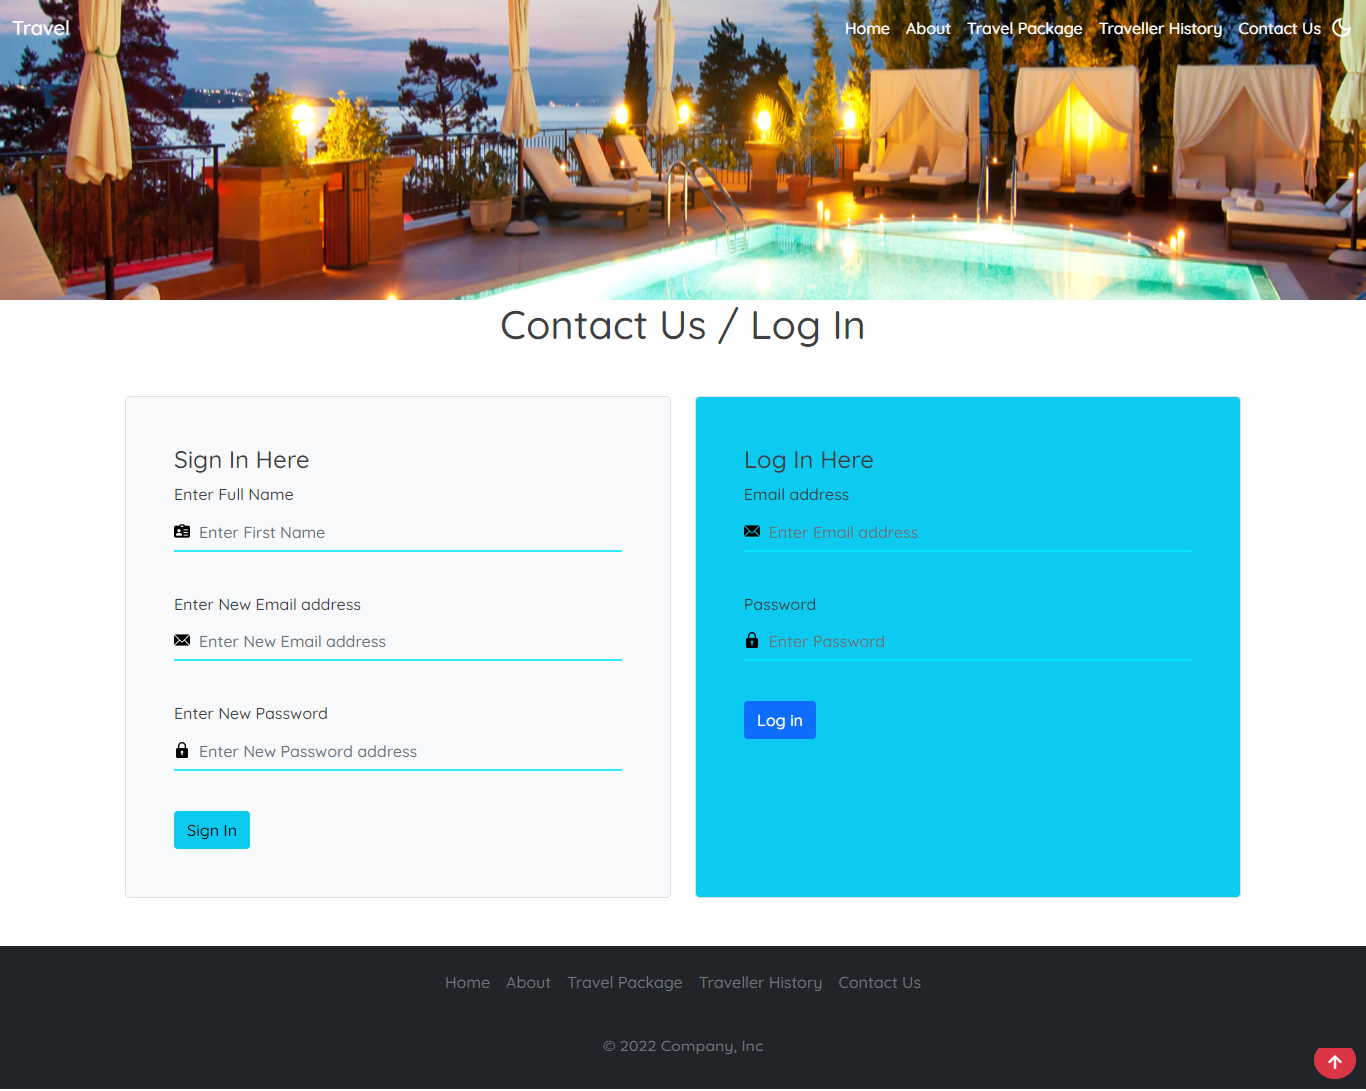 Travel
Home About Travel Package Traveller History Contact Us
Contact Us / Log In
Sign In Here
Enter Full Name
Enter First Name
Enter New Email address
Enter New Email address
Enter New Password
Enter New Password address
Sign In
Log In Here
Email address
Enter Email address
Password
Enter Password
Log in
Home About Travel Package Traveller History Contact Us
© 2022 Company, Inc